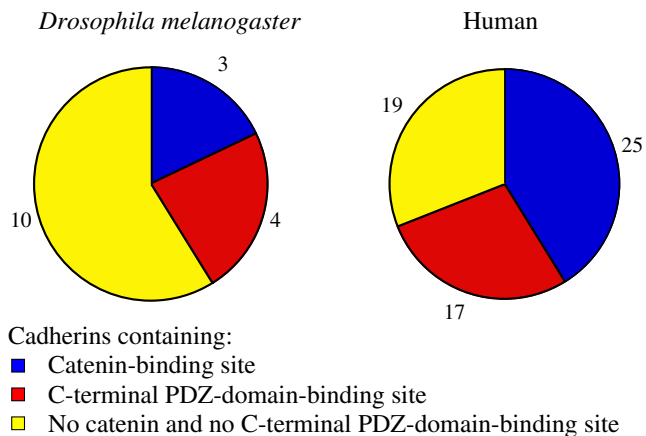 Drosophila melanogaster
Human
3
19
25
10
4
17
Cadherins containing:
Catenin-binding site
C-terminal PDZ-domain-binding site
No catenin and no C-terminal PDZ-domain-binding site